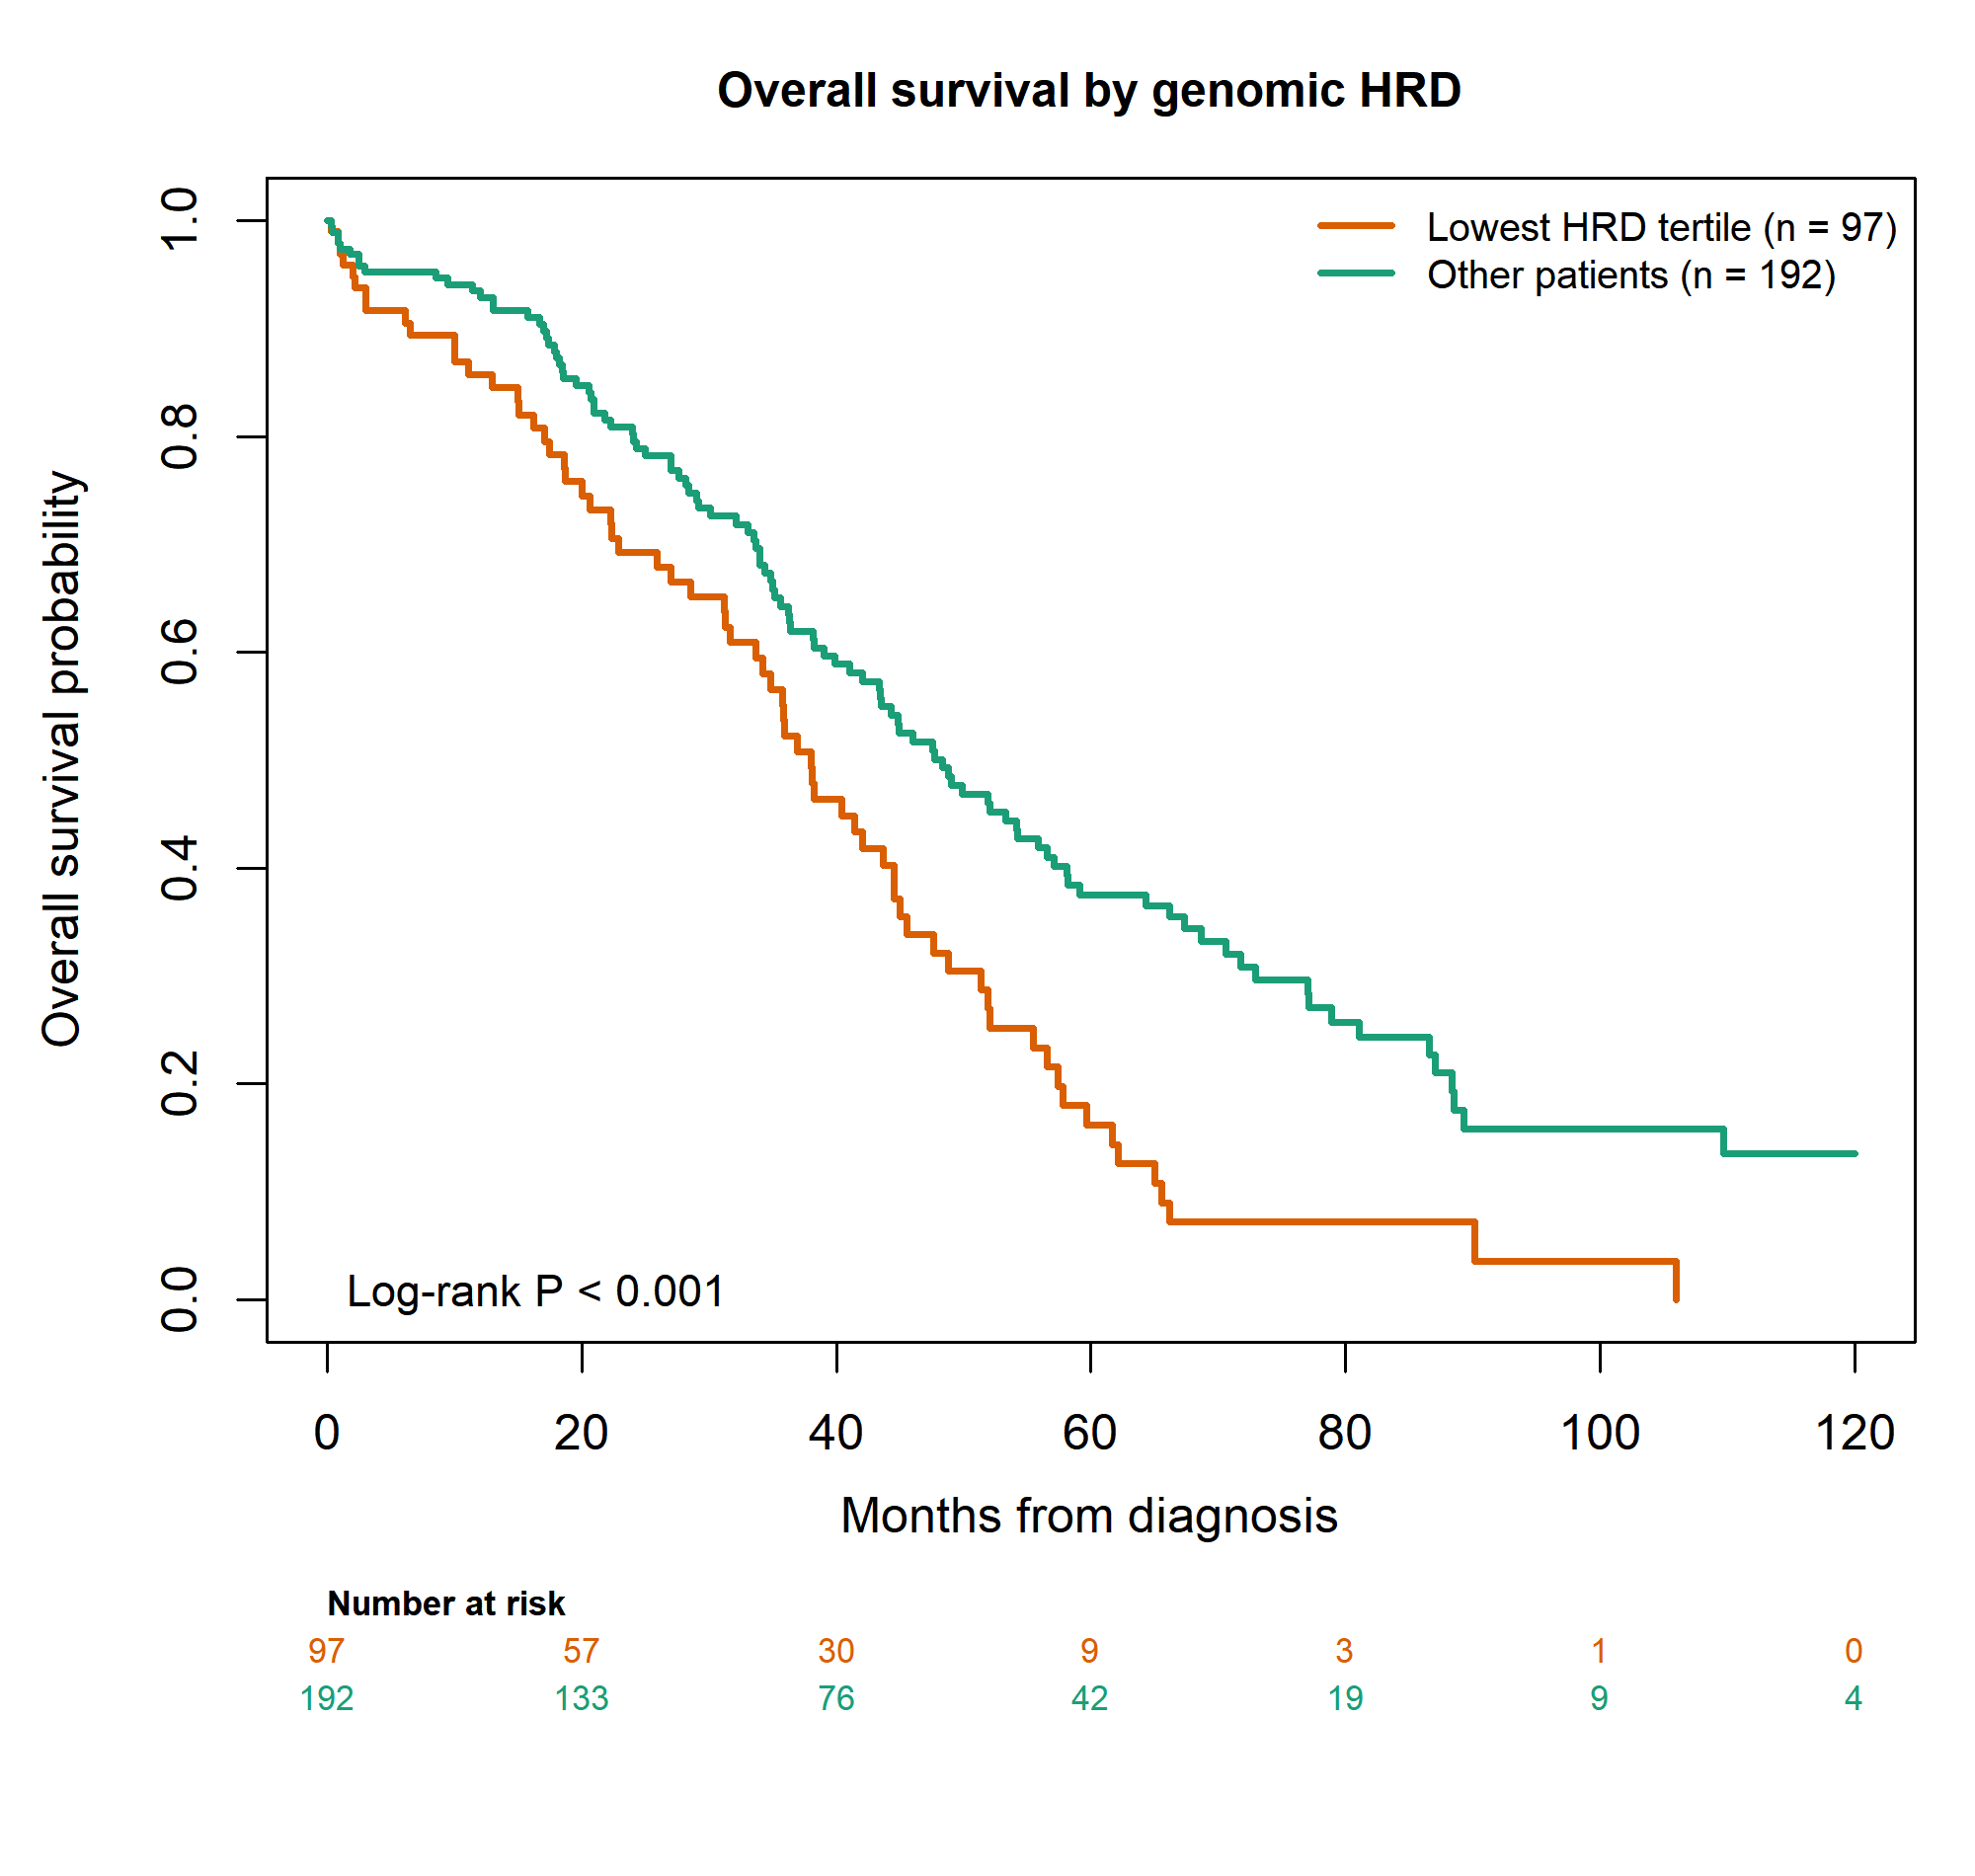 Overall survival by genomic HRD
Lowest HRD tertile (n = 97)
Other patients (n = 192)
Overall survival probability
1.0
0.8
0.6
0.4
0.2
0.0
Log-rank P < 0.001
0 20 40 60 80 100 120
Months from diagnosis
Number at risk
97 57 30 9 3 1 0
192 133 76 42 19 9 4